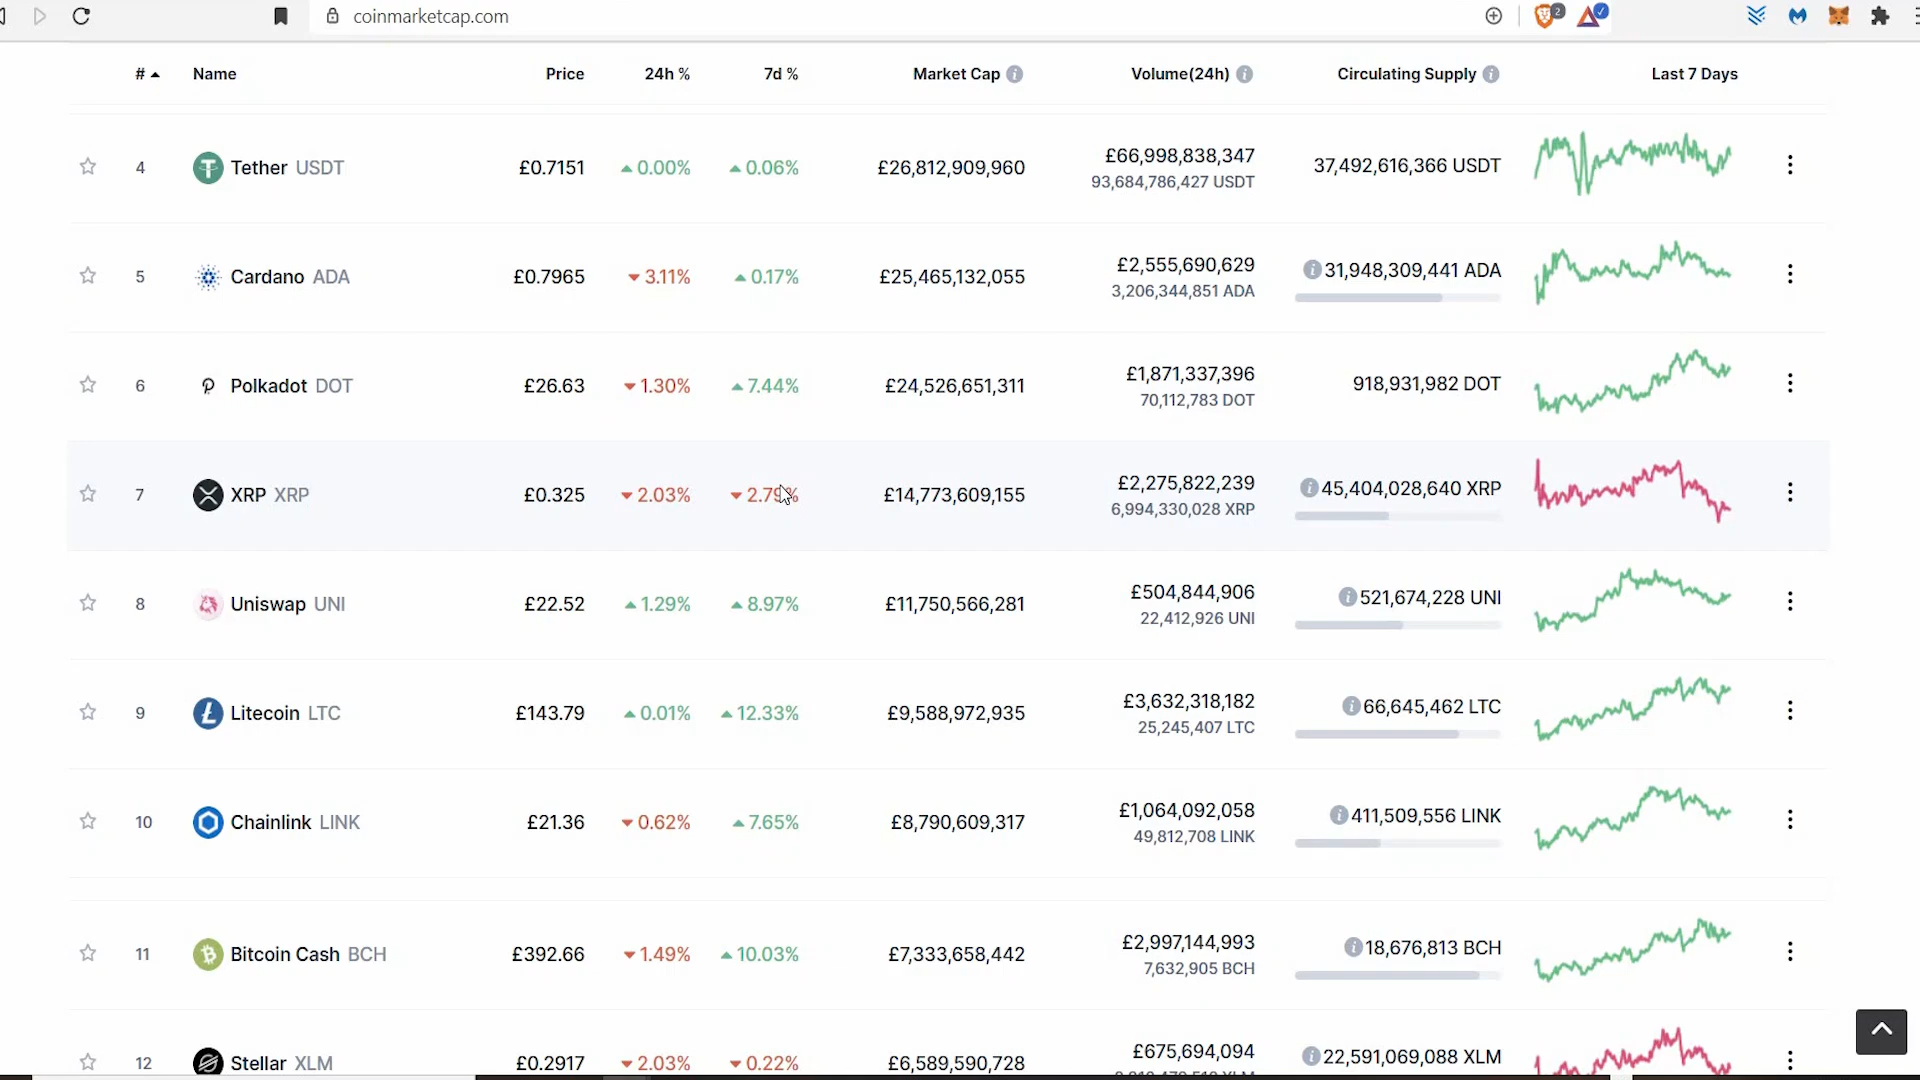 coinmarketcap.com
2
# Name Price 24h % 7d % Market Cap Volume(24h) Circulating Supply Last 7 Days
4 Tether USDT £0.7151 0.00% 0.06% £26,812,909,960 £66,998,838,347 37,492,616,366 USDT
93,684,786,427 USDT
5 Cardano ADA £0.7965 3.11% 0.17% £25,465,132,055 £2,555,690,629 31,948,309,441 ADA
3,206,344,851 ADA
6 Polkadot DOT £26.63 1.30% 7.44% £24,526,651,311 £1,871,337,396 918,931,982 DOT
70,112,783 DOT
7 XRP XRP £0.325 2.03% 2.79% £14,773,609,155 £2,275,822,239 45,404,028,640 XRP
6,994,330,028 XRP
8 Uniswap UNI £22.52 1.29% 8.97% £11,750,566,281 £504,844,906 521,674,228 UNI
22,412,926 UNI
9 Litecoin LTC £143.79 0.01% 12.33% £9,588,972,935 £3,632,318,182 66,645,462 LTC
25,245,407 LTC
10 Chainlink LINK £21.36 0.62% 7.65% £8,790,609,317 £1,064,092,058 411,509,556 LINK
49,812,708 LINK
11 Bitcoin Cash BCH £392.66 1.49% 10.03% £7,333,658,442 £2,997,144,993 18,676,813 BCH
7,632,905 BCH
12 Stellar XLM £0.2917 2.03% 0.22% £6,589,590,728 £675,694,094 22,591,069,088 XLM